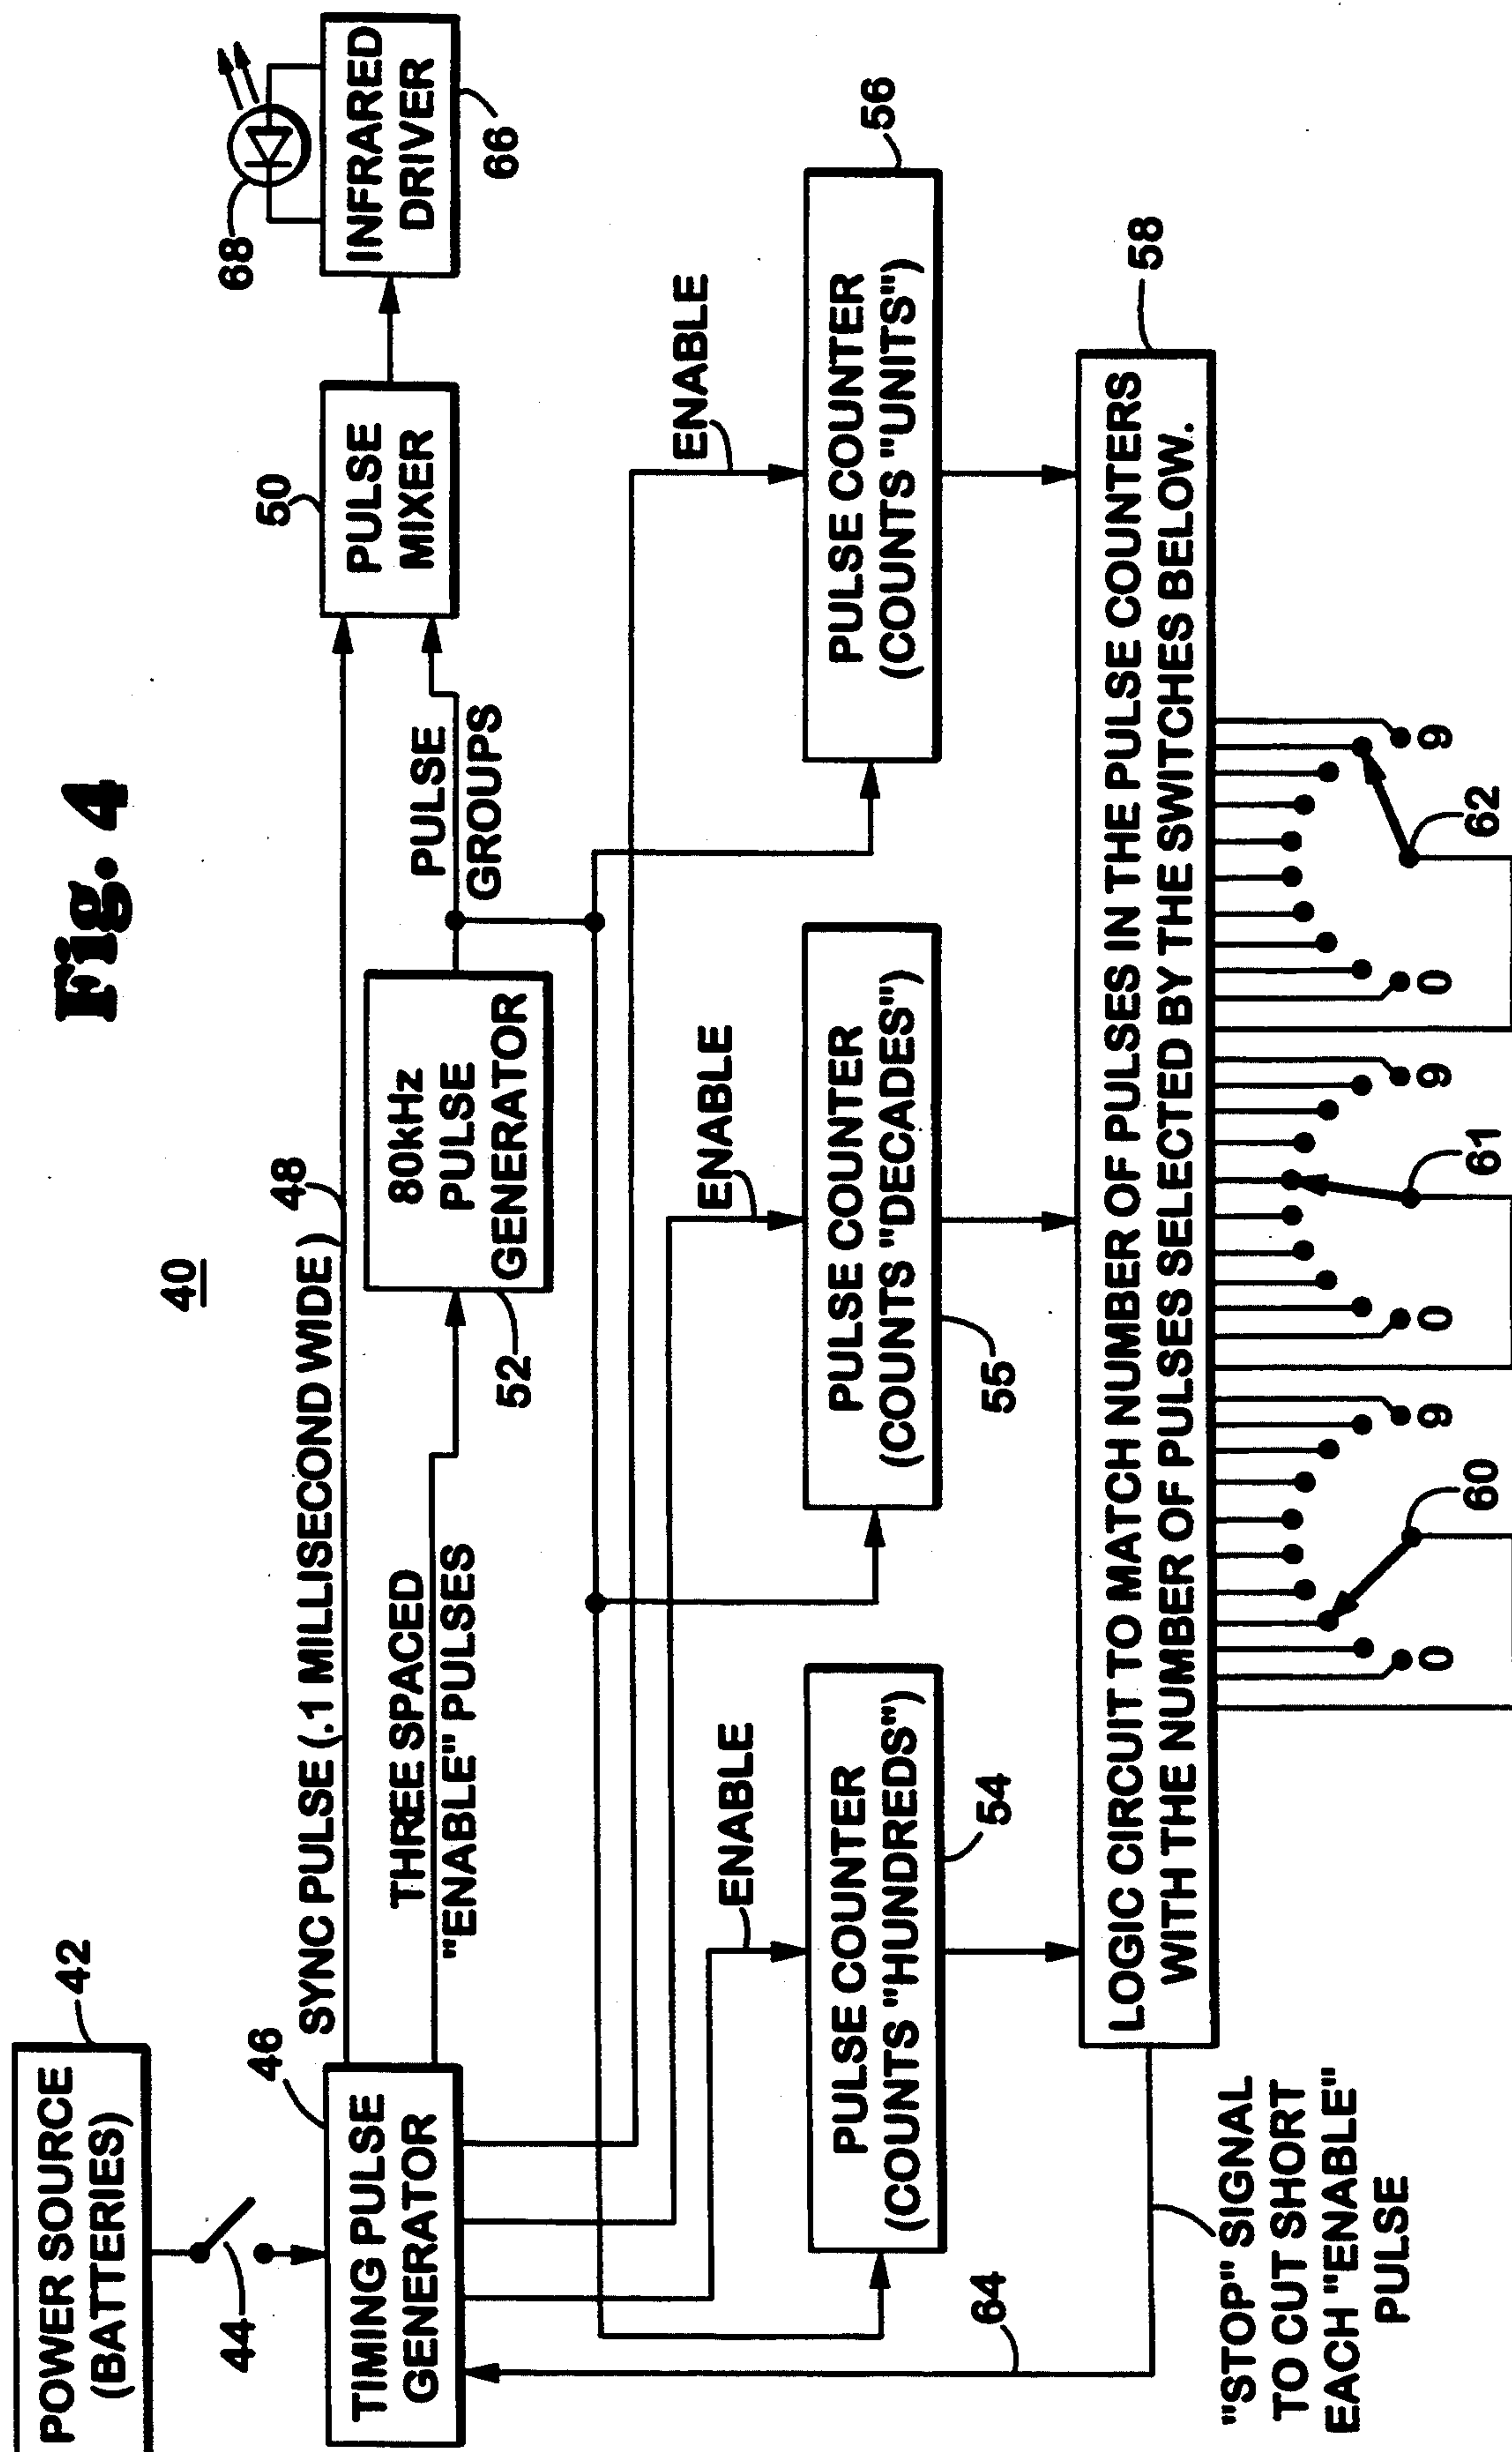 Fig. 4
40
POWER SOURCE
(BATTERIES)
42
44
TIMING PULSE
GENERATOR
46
SYNC PULSE (.1 MILLISECOND WIDE)
48
THREE SPACED
"ENABLE" PULSES
80kHz
PULSE
GENERATOR
52
PULSE
GROUPS
PULSE
MIXER
50
INFRARED
DRIVER
66
68
ENABLE
ENABLE
ENABLE
PULSE COUNTER
(COUNTS "HUNDREDS")
54
PULSE COUNTER
(COUNTS "DECADES")
55
PULSE COUNTER
(COUNTS "UNITS")
56
LOGIC CIRCUIT TO MATCH NUMBER OF PULSES IN THE PULSE COUNTERS
WITH THE NUMBER OF PULSES SELECTED BY THE SWITCHES BELOW.
58
64
"STOP" SIGNAL
TO CUT SHORT
EACH "ENABLE"
PULSE
0
9
60
0
9
61
0
9
62